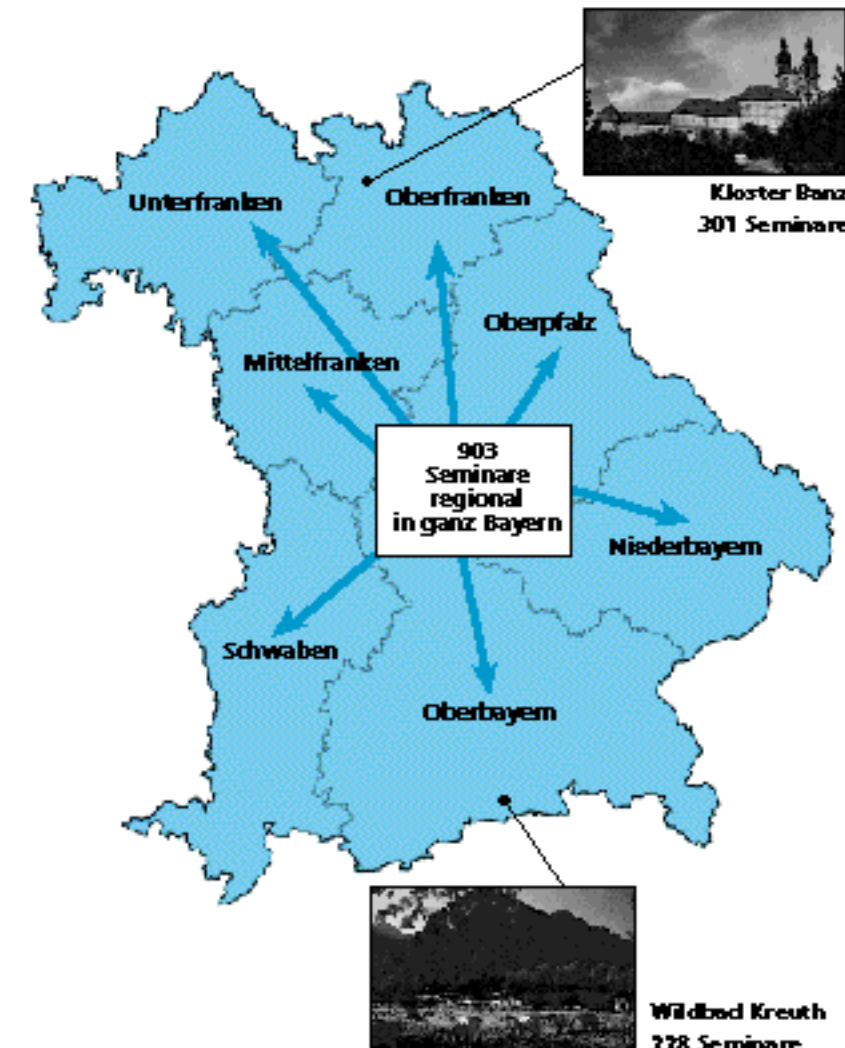 Kloster Banz
301 Seminare
Unterfranken
Oberfranken
Oberpfalz
Mittelfranken
903
Seminare
regional
in ganz Bayern
Niederbayern
Schwaben
Oberbayern
Wildbad Kreuth
Seminare